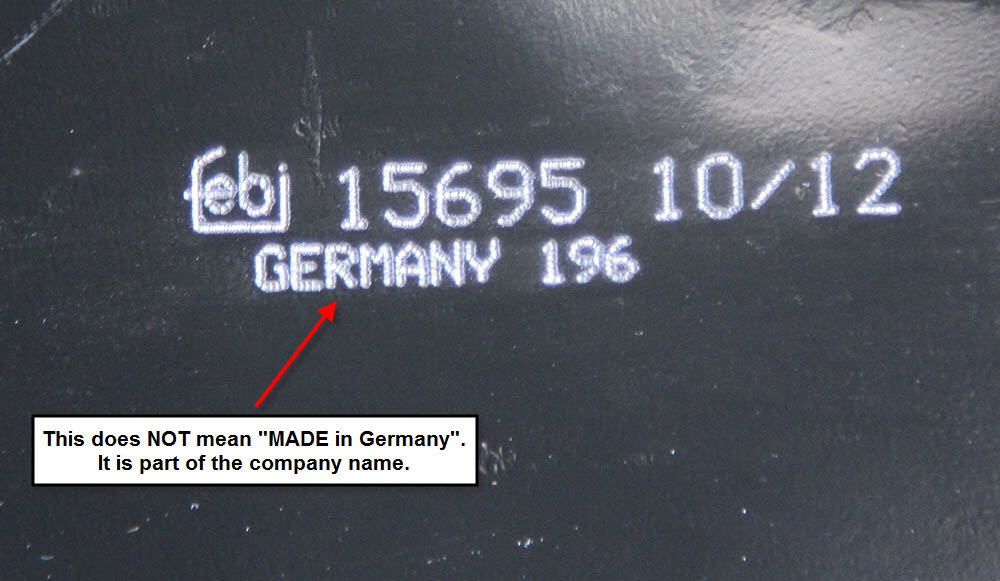 febi 15695 10/12
GERMANY 196
This does NOT mean "MADE in Germany".
It is part of the company name.